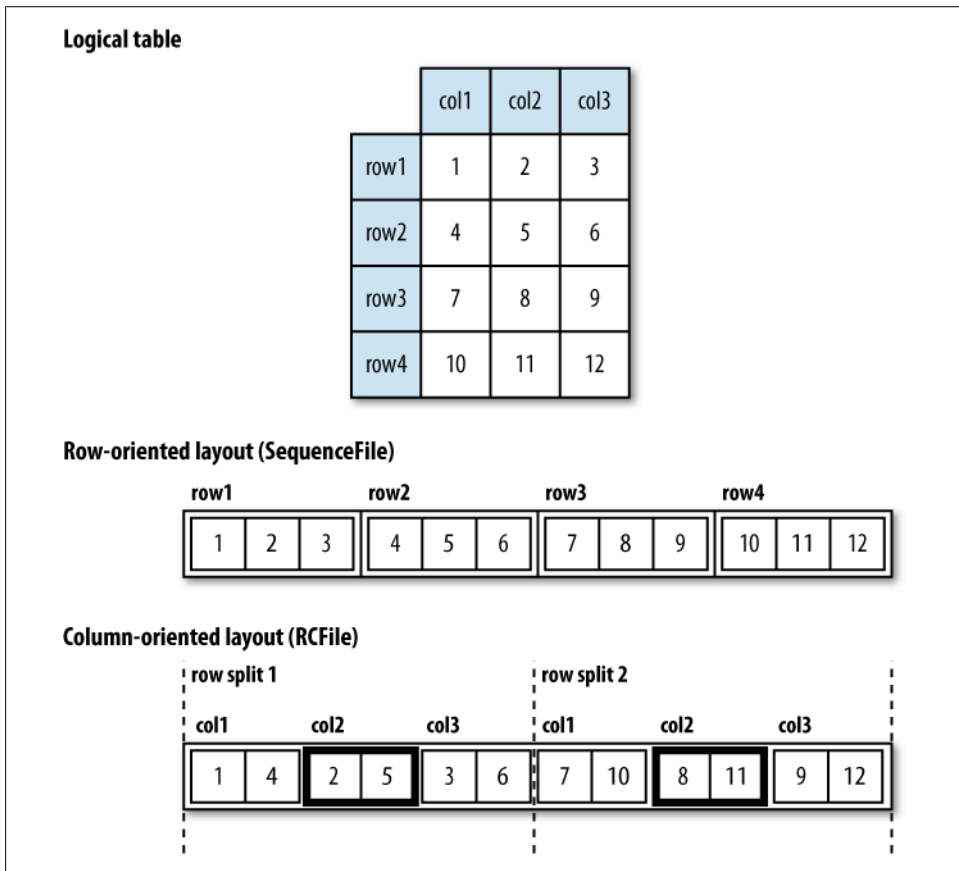 Logical table
col1 col2 col3
row1 1 2 3
row2 4 5 6
row3 7 8 9
row4 10 11 12
Row-oriented layout (SequenceFile)
row1 row2 row3 row4
1 2 3 4 5 6 7 8 9 10 11 12
Column-oriented layout (RCFile)
row split 1 row split 2
col1 col2 col3 col1 col2 col3
1 4 2 5 3 6 7 10 8 11 9 12